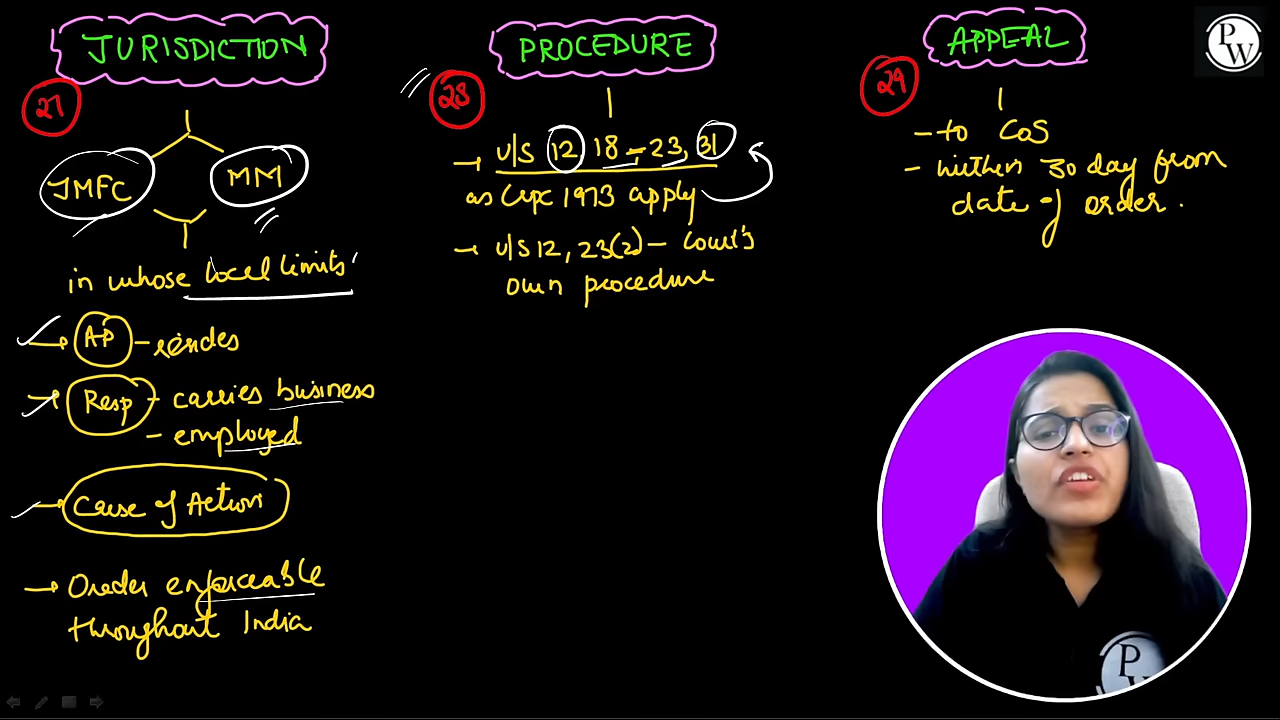 JURISDICTION
27
JMFC MM
in whose local limits'
→ AP - resides
→ Resp - carries business
- employed
→ Cause of Action
→ Order enforceable
throughout India
PROCEDURE
28
→ u/s 12 18-23, 31
as Crpc 1973 apply
→ u/s 12, 23(2) - Court's
own procedure
APPEAL
29
- to CoS
- within 30 day from
date of order.
PW
PW